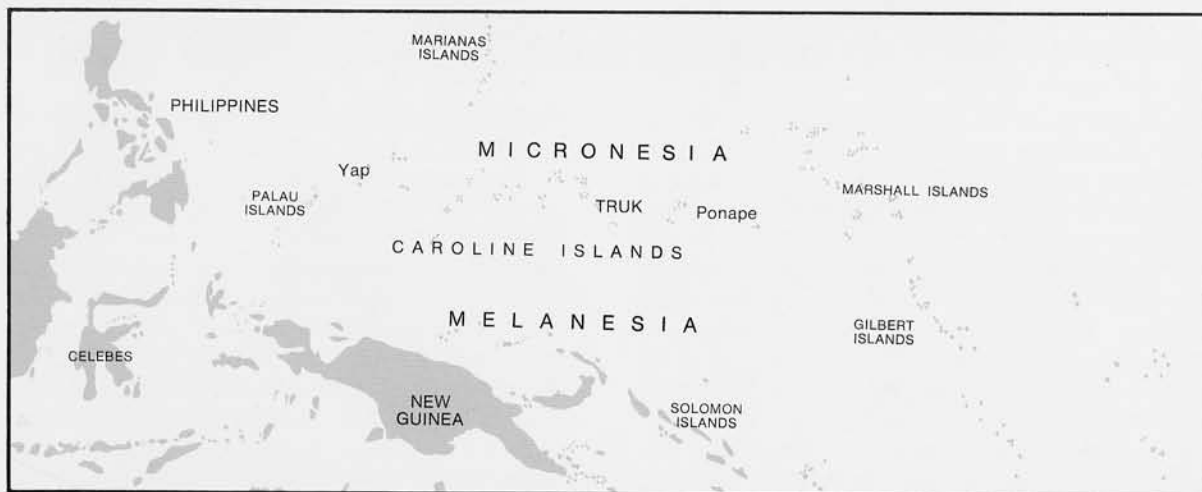 MARIANAS
ISLANDS
PHILIPPINES
MICRONESIA
Yap
PALAU
ISLANDS
TRUK
Ponape
MARSHALL ISLANDS
CAROLINE ISLANDS
MELANESIA
GILBERT
ISLANDS
CELEBES
NEW
GUINEA
SOLOMON
ISLANDS